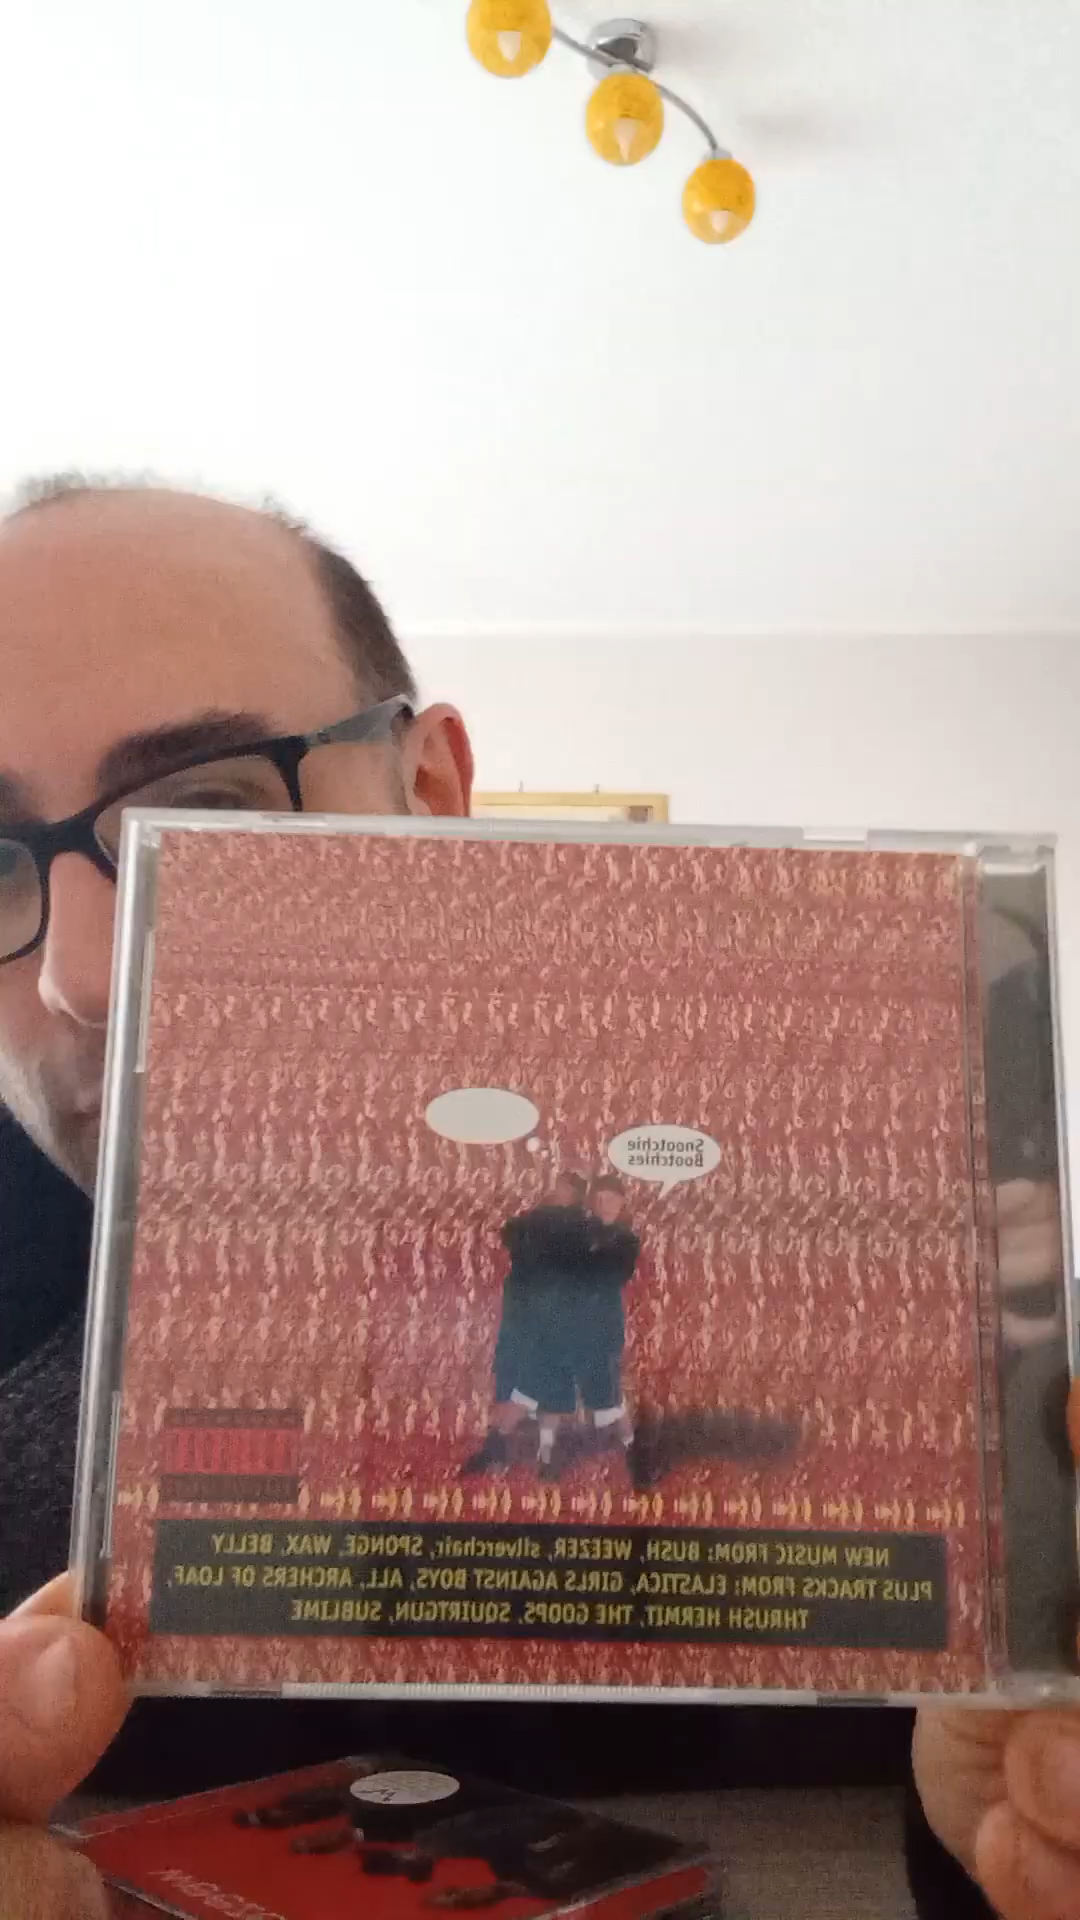 Snootchie
Bootchies
NEW MUSIC FROM: BUSH, WEEZER, silverchair, SPONGE, WAX, BELLY
PLUS TRACKS FROM: ELASTICA, GIRLS AGAINST BOYS, ALL, ARCHERS OF LOAF,
THRUSH HERMIT, THE GOOPS, SQUIRTGUN, SUBLIME